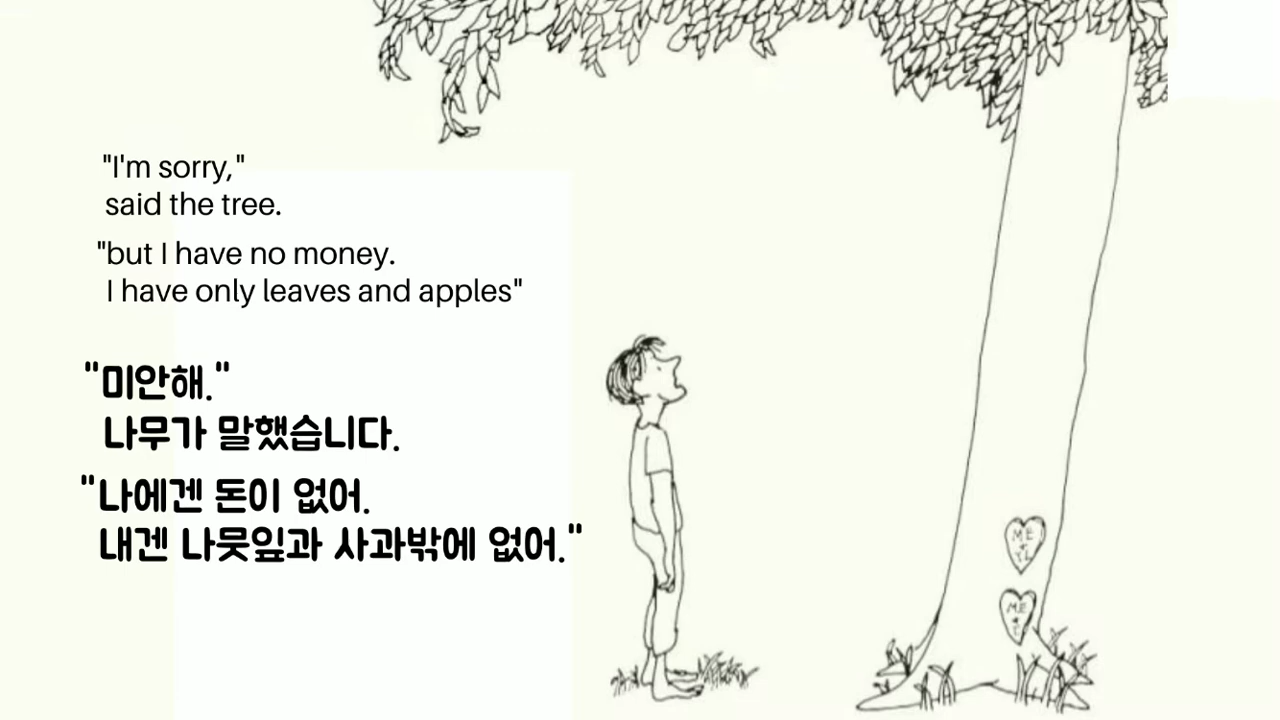 "I'm sorry,"
said the tree.
"but I have no money.
I have only leaves and apples"
"미안해."
나무가 말했습니다.
"나에겐 돈이 없어.
내겐 나뭇잎과 사과밖에 없어."
ME
+
Y.L.
ME
+
T.